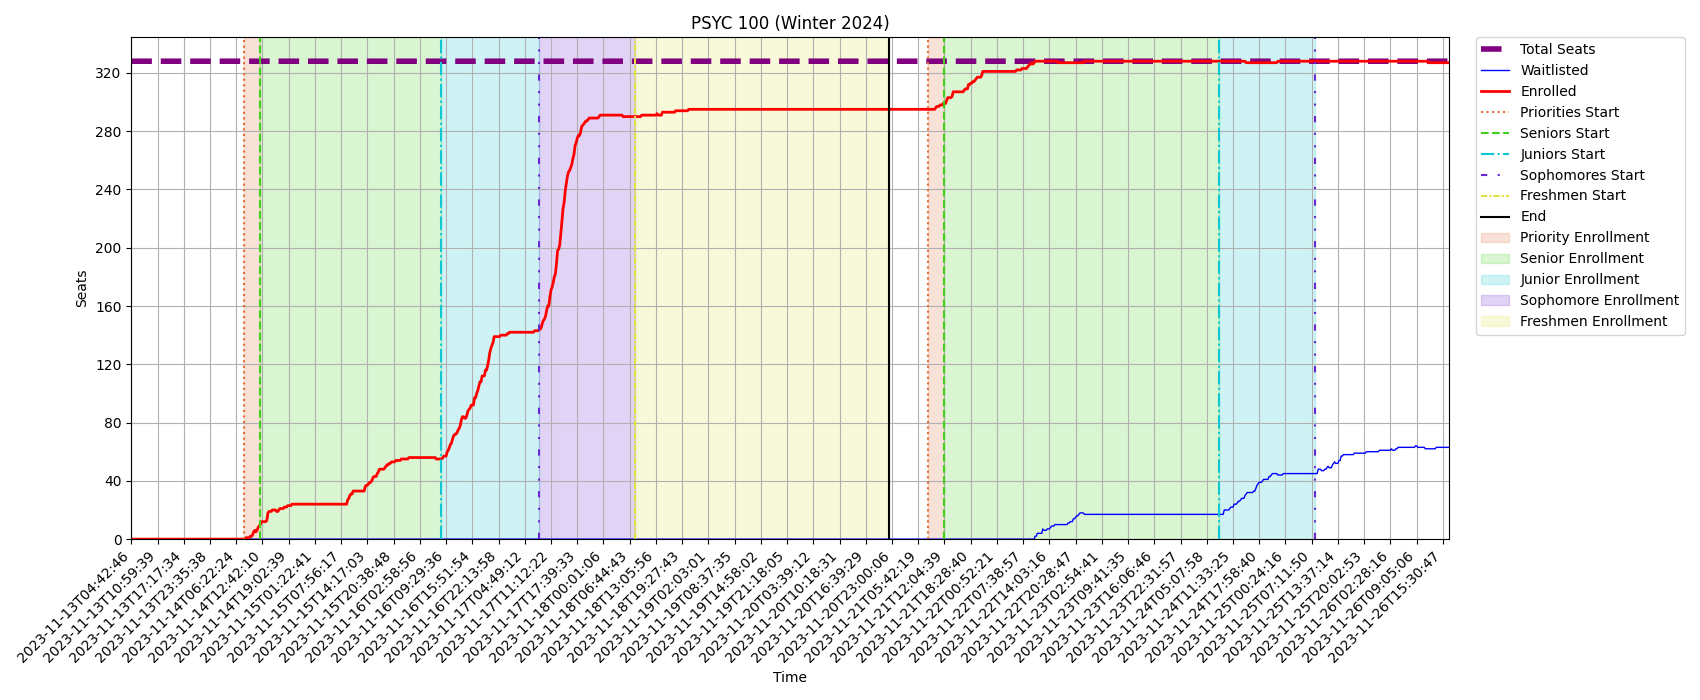 PSYC 100 (Winter 2024)
Seats
320
280
240
200
160
120
80
40
0
2023-11-13T04:42:46
2023-11-13T10:59:39
2023-11-13T17:17:34
2023-11-13T23:35:38
2023-11-14T06:22:24
2023-11-14T12:42:10
2023-11-14T19:02:39
2023-11-15T01:22:41
2023-11-15T07:56:17
2023-11-15T14:17:03
2023-11-15T20:38:48
2023-11-16T02:58:56
2023-11-16T09:29:36
2023-11-16T15:51:54
2023-11-16T22:13:58
2023-11-17T04:49:12
2023-11-17T11:12:22
2023-11-17T17:39:33
2023-11-18T00:01:06
2023-11-18T06:44:43
2023-11-18T13:05:56
2023-11-18T19:27:43
2023-11-19T02:03:01
2023-11-19T08:37:35
2023-11-19T14:58:02
2023-11-19T21:18:05
2023-11-20T03:39:12
2023-11-20T10:18:31
2023-11-20T16:39:29
2023-11-20T23:00:06
2023-11-21T05:42:19
2023-11-21T12:04:39
2023-11-21T18:28:40
2023-11-22T00:52:21
2023-11-22T07:38:57
2023-11-22T14:03:16
2023-11-22T20:28:47
2023-11-23T02:54:41
2023-11-23T09:41:35
2023-11-23T16:06:46
2023-11-23T22:31:57
2023-11-24T05:07:58
2023-11-24T11:33:25
2023-11-24T17:58:40
2023-11-25T00:24:16
2023-11-25T07:11:50
2023-11-25T13:37:14
2023-11-25T20:02:53
2023-11-26T02:28:16
2023-11-26T09:05:06
2023-11-26T15:30:47
Time
Total Seats
Waitlisted
Enrolled
Priorities Start
Seniors Start
Juniors Start
Sophomores Start
Freshmen Start
End
Priority Enrollment
Senior Enrollment
Junior Enrollment
Sophomore Enrollment
Freshmen Enrollment